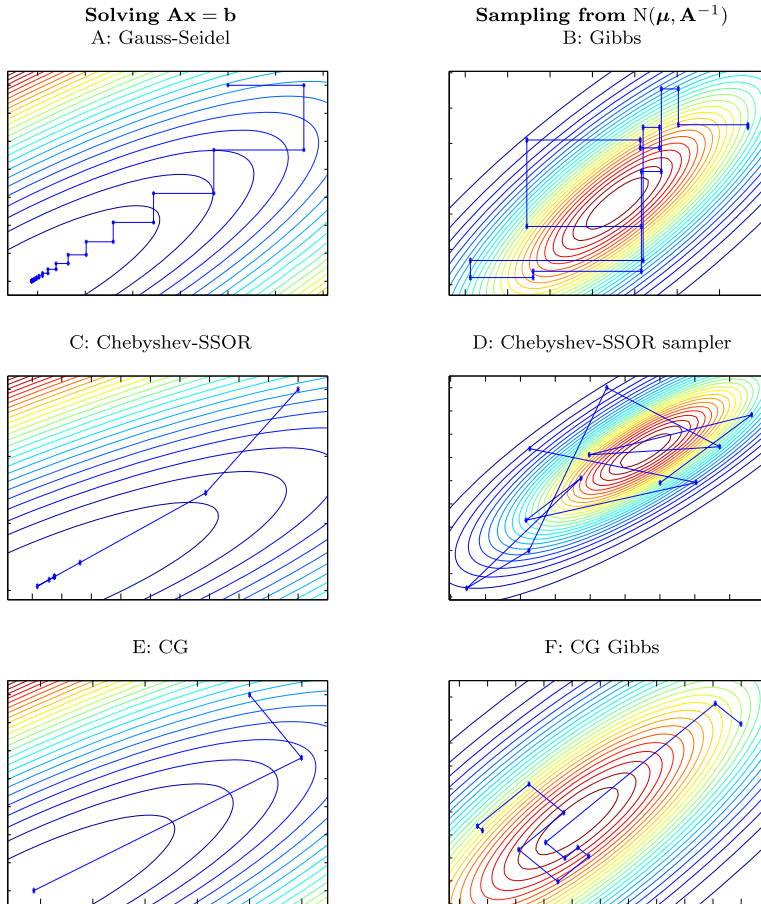 Solving Ax = b
A: Gauss-Seidel
Sampling from N(μ, A⁻¹)
B: Gibbs
C: Chebyshev-SSOR
D: Chebyshev-SSOR sampler
E: CG
F: CG Gibbs